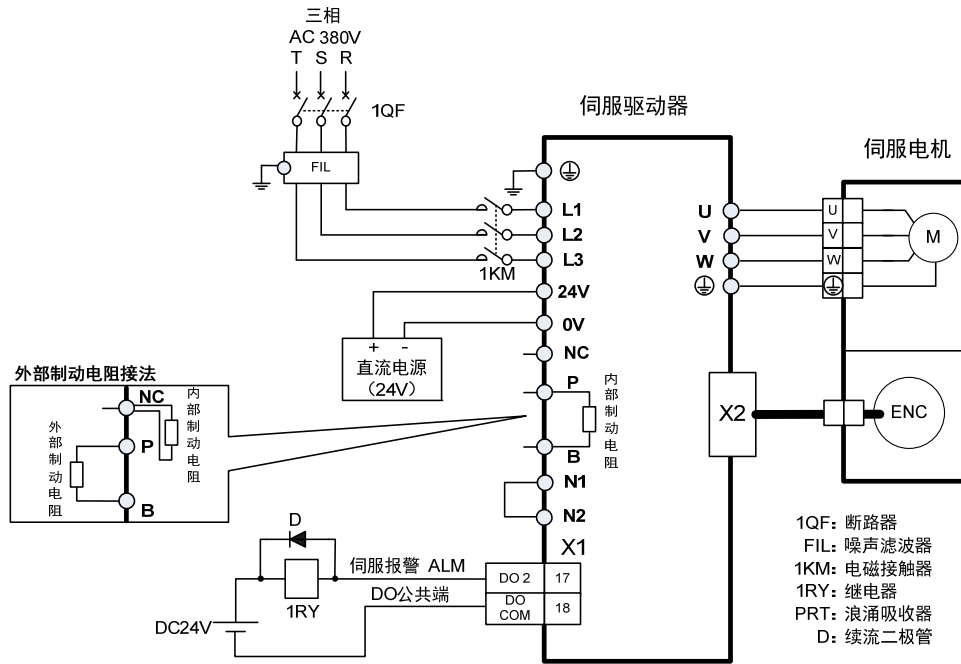 三相
AC 380V
T S R
1QF
FIL
伺服驱动器
伺服电机
L1
L2
L3
1KM
24V
0V
NC
P
B
N1
N2
内部制动电阻
+ -
直流电源
（24V）
外部制动电阻接法
NC
P
B
内部制动电阻
外部制动电阻
U
V
W
U
V
W
M
X2
ENC
X1
D
1RY
DC24V
伺服报警 ALM
DO公共端
DO 2 17
DO COM 18
1QF：断路器
FIL：噪声滤波器
1KM：电磁接触器
1RY：继电器
PRT：浪涌吸收器
D：续流二极管